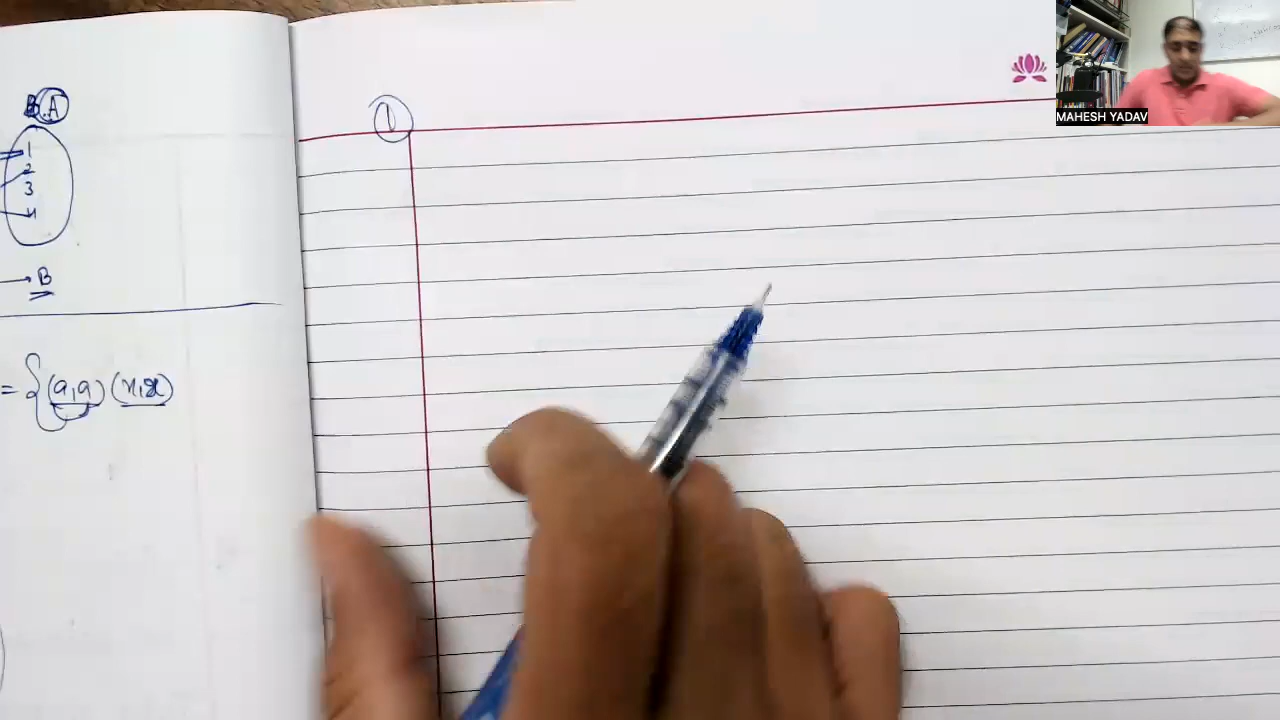 A
1
2
3
4
→ B
= { (a,a) (x,x)
①
MAHESH YADAV